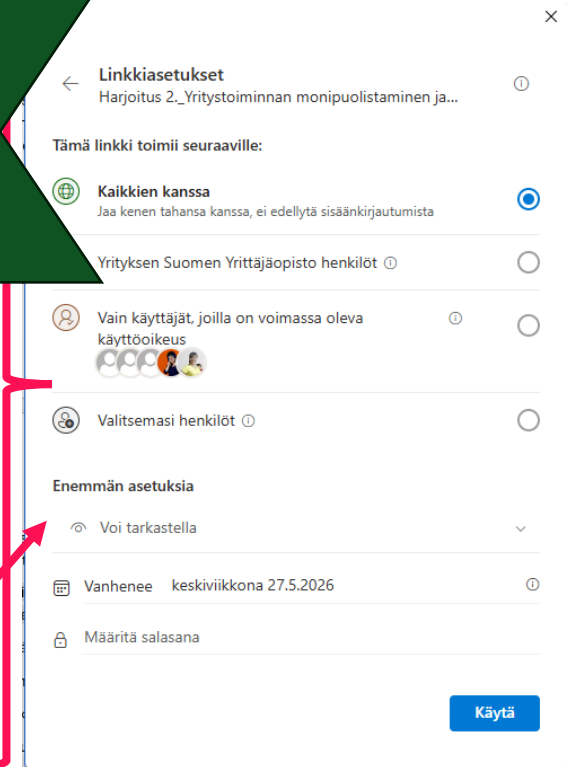 Linkkiasetukset
Harjoitus 2._Yritystoiminnan monipuolistaminen ja...
Tämä linkki toimii seuraaville:
Kaikkien kanssa
Jaa kenen tahansa kanssa, ei edellytä sisäänkirjautumista
Yrityksen Suomen Yrittäjäopisto henkilöt
Vain käyttäjät, joilla on voimassa oleva
käyttöoikeus
Valitsemasi henkilöt
Enemmän asetuksia
Voi tarkastella
Vanhenee keskiviikkona 27.5.2026
Määritä salasana
Käytä